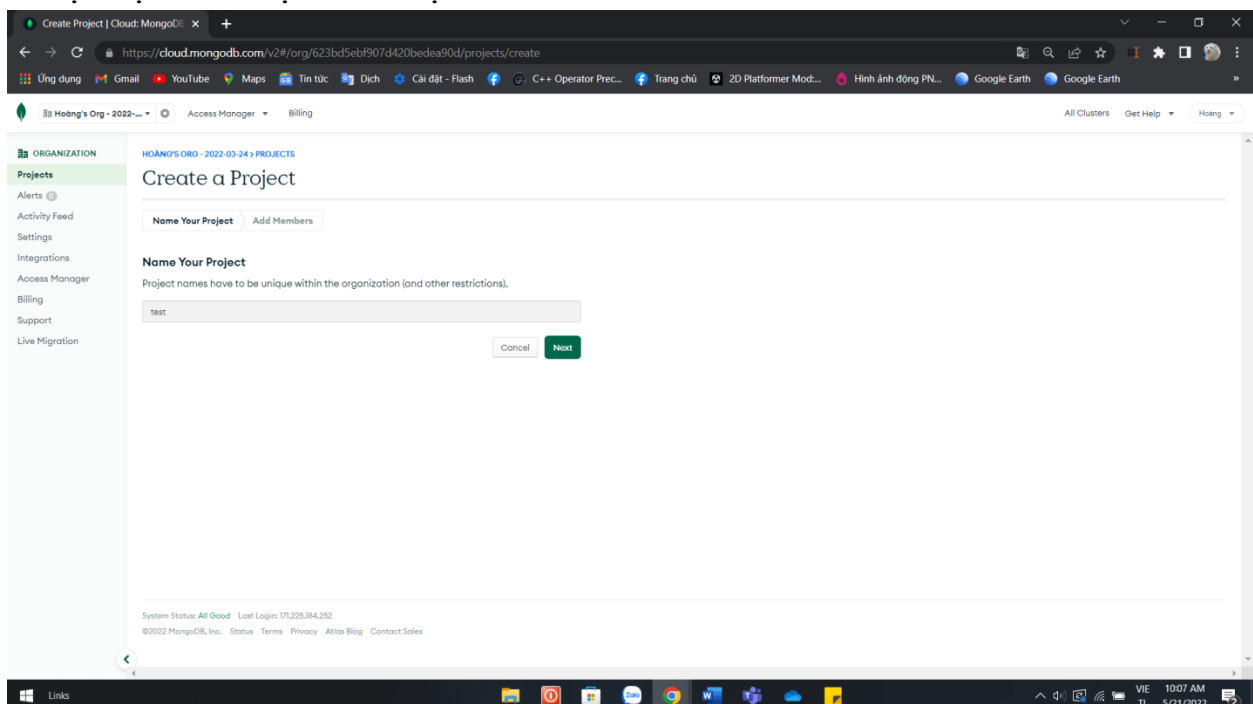 Create Project | Cloud: MongoDB
https://cloud.mongodb.com/v2#/org/623bd5ebf907d420bedea90d/projects/create
Ứng dụng Gmail YouTube Maps Tin tức Dịch Cài đặt - Flash C++ Operator Prec... Trang chủ 2D Platformer Mod:... Hình ảnh động PN... Google Earth Google Earth »
Hoàng's Org - 2022-... Access Manager Billing All Clusters Get Help Hoàng
ORGANIZATION
Projects
Alerts 0
Activity Feed
Settings
Integrations
Access Manager
Billing
Support
Live Migration
HOÀNG'S ORG - 2022-03-24 > PROJECTS
Create a Project
Name Your Project Add Members
Name Your Project
Project names have to be unique within the organization (and other restrictions).
test
Cancel Next
System Status: All Good Last Login: 171.225.184.252
©2022 MongoDB, Inc. Status Terms Privacy Atlas Blog Contact Sales
Links Zalo VIE 10:07 AM
TL 5/21/2022